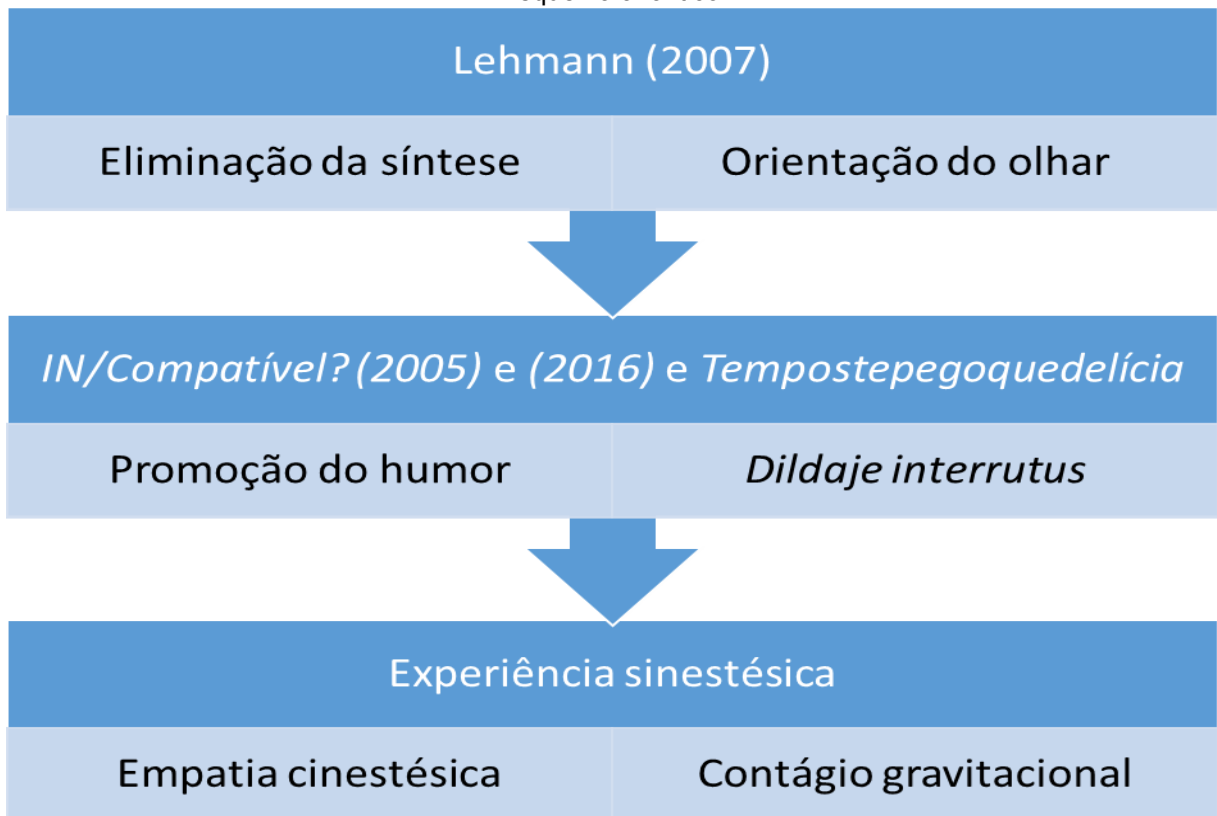 Lehmann (2007)
Eliminação da síntese
Orientação do olhar
IN/Compatível? (2005) e (2016) e Tempostepegoquedelícia
Promoção do humor
Dildaje interrutus
Experiência sinestésica
Empatia cinestésica
Contágio gravitacional